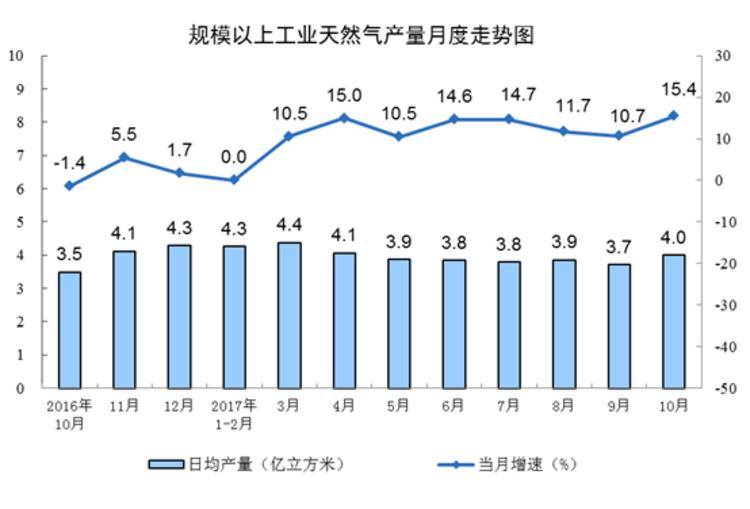 规模以上工业天然气产量月度走势图
10
9
8
7
6
5
4
3
2
1
0
30
20
10
0
-10
-20
-30
-40
-50
-1.4
5.5
1.7
0.0
10.5
15.0
10.5
14.6
14.7
11.7
10.7
15.4
3.5
4.1
4.3
4.3
4.4
4.1
3.9
3.8
3.8
3.9
3.7
4.0
2016年
10月
11月
12月
2017年
1-2月
3月
4月
5月
6月
7月
8月
9月
10月
日均产量（亿立方米）
当月增速（%）